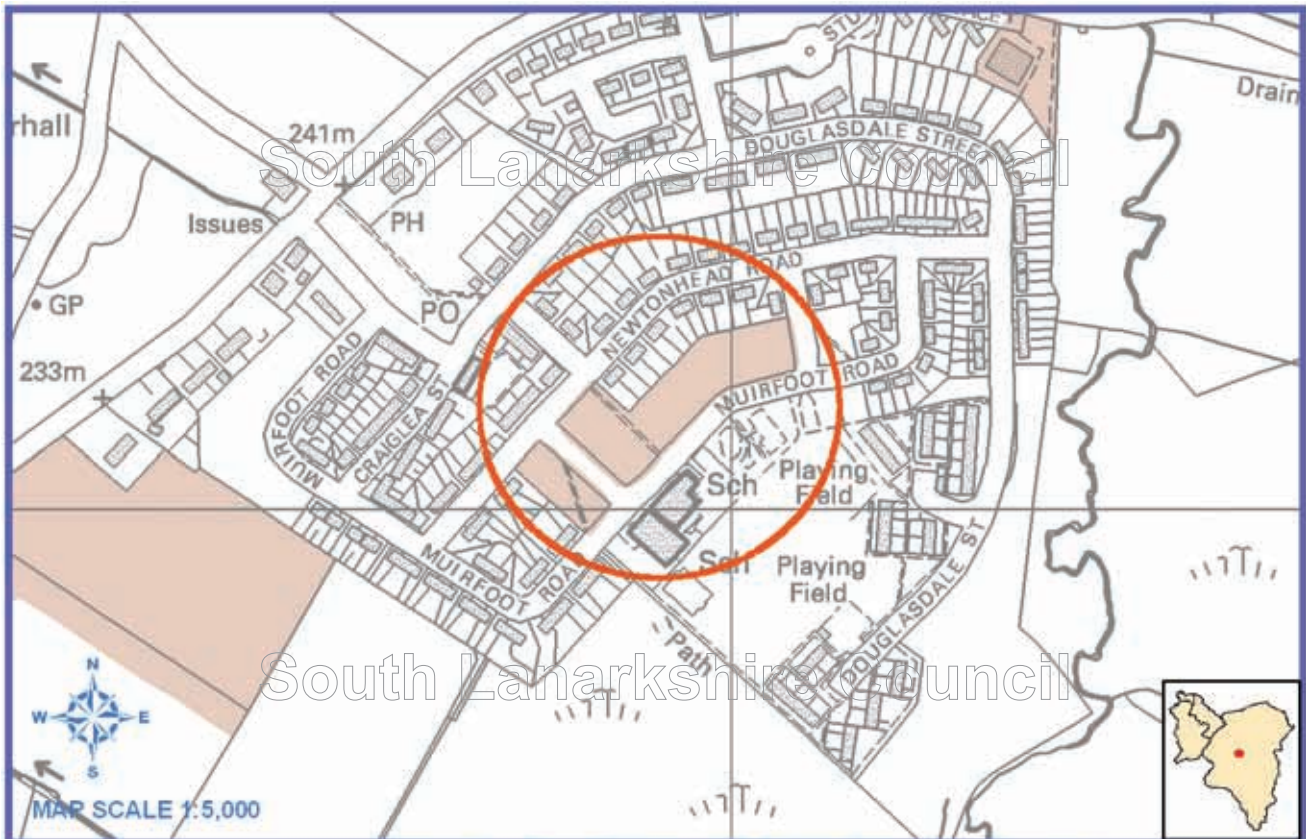 STU
Drain
rhall
241m
DOUGLASDALE STREET
South Lanarkshire Council
Issues
PH
NEWTONHEAD ROAD
GP
PO
MUIRFOOT ROAD
233m
MUIRFOOT ROAD
CRAIGLEA ST
Playing
Field
Sch
Sch
MUIRFOOT ROAD
Playing
Field
DOUGLASDALE ST
Path
South Lanarkshire Council
N
W E
S
MAP SCALE 1:5,000